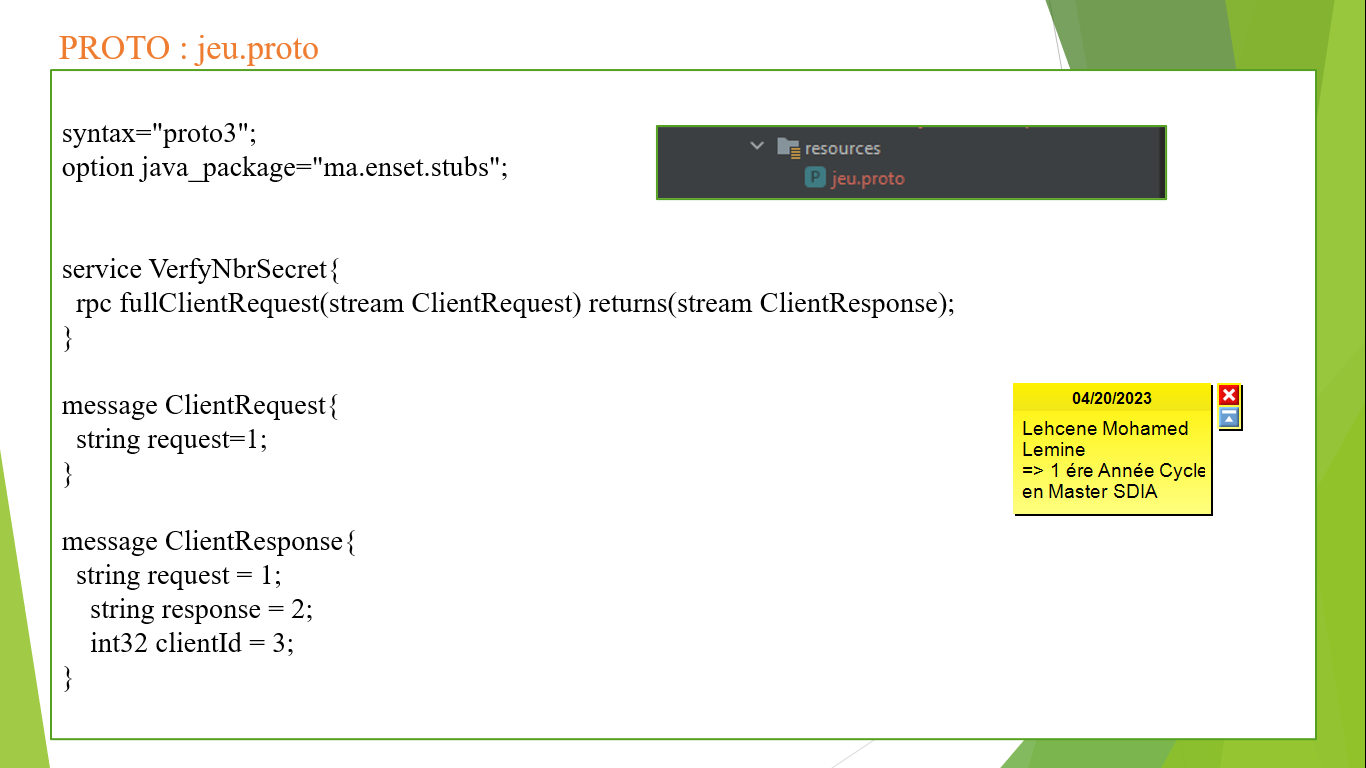 PROTO : jeu.proto
syntax="proto3";
option java_package="ma.enset.stubs";
resources
jeu.proto
service VerfyNbrSecret{
rpc fullClientRequest(stream ClientRequest) returns(stream ClientResponse);
}
message ClientRequest{
string request=1;
}
04/20/2023
Lehcene Mohamed
Lemine
=> 1 ére Année Cycle
en Master SDIA
message ClientResponse{
string request = 1;
string response = 2;
int32 clientId = 3;
}